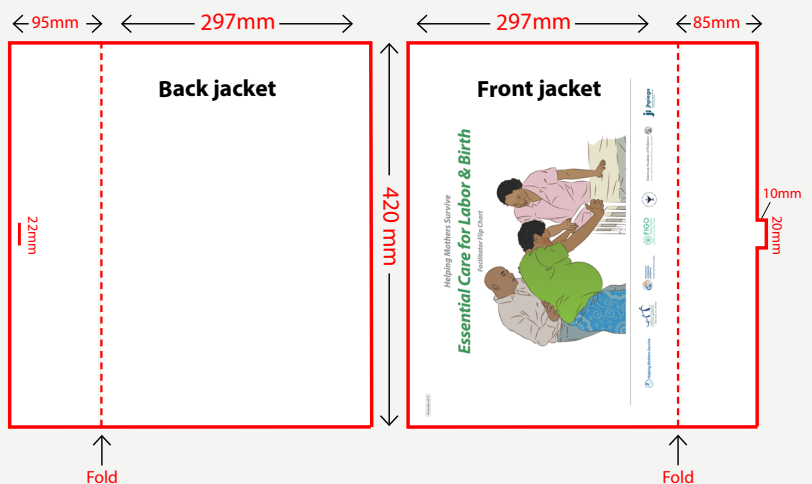 95mm
297mm
297mm
85mm
Back jacket
Front jacket
420 mm
22mm
Helping Mothers Survive
Essential Care for Labor & Birth
Facilitator Flip Chart
jhpiego
FIGO
Helping Mothers Survive
10mm
20mm
Fold
Fold